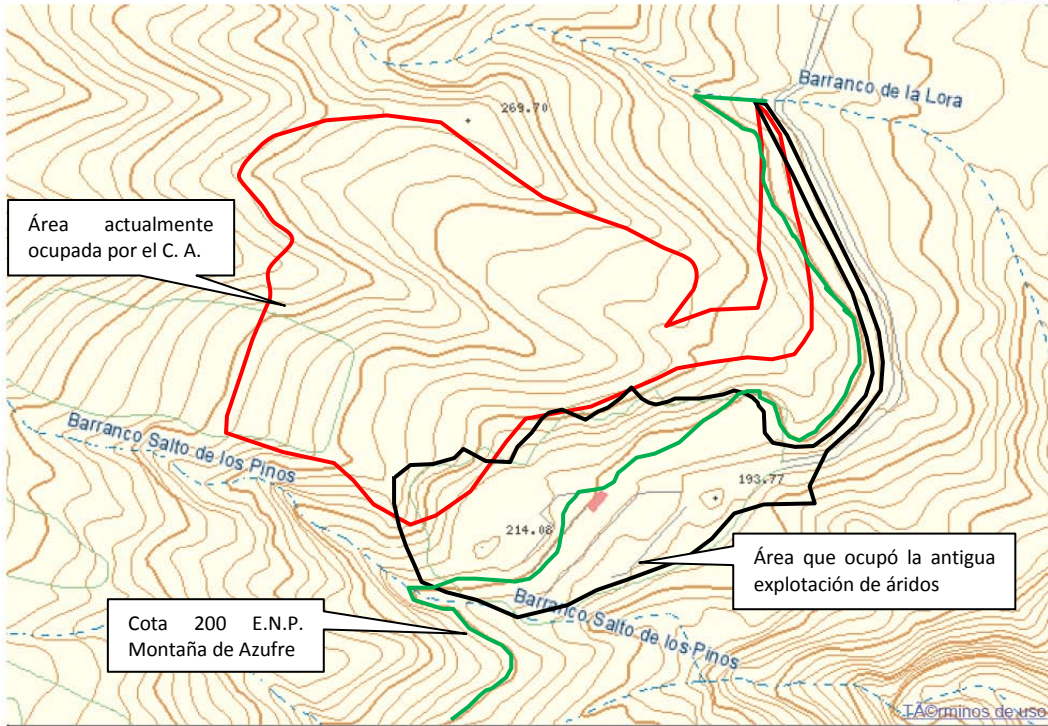 Barranco de la Lora
269.70
Área actualmente
ocupada por el C. A.
Barranco Salto de los Pinos
193.77
214.08
Área que ocupó la antigua
explotación de áridos
Barranco Salto de los Pinos
Cota 200 E.N.P.
Montaña de Azufre
TÃ©rminos de uso